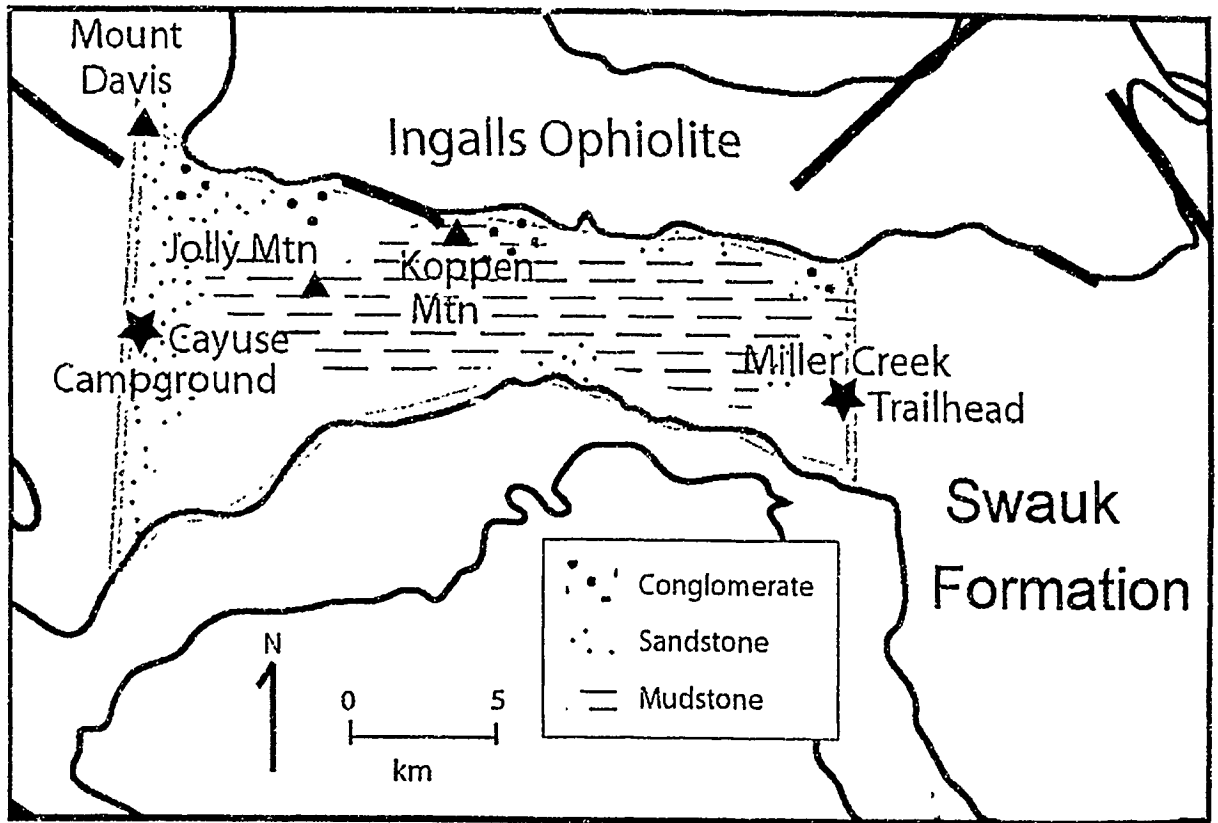 Mount
Davis
Ingalls Ophiolite
Jolly Mtn
Koppen
Mtn
Cayuse
Campground
Miller Creek
Trailhead
Swauk
Formation
Conglomerate
Sandstone
Mudstone
N
0 5
km